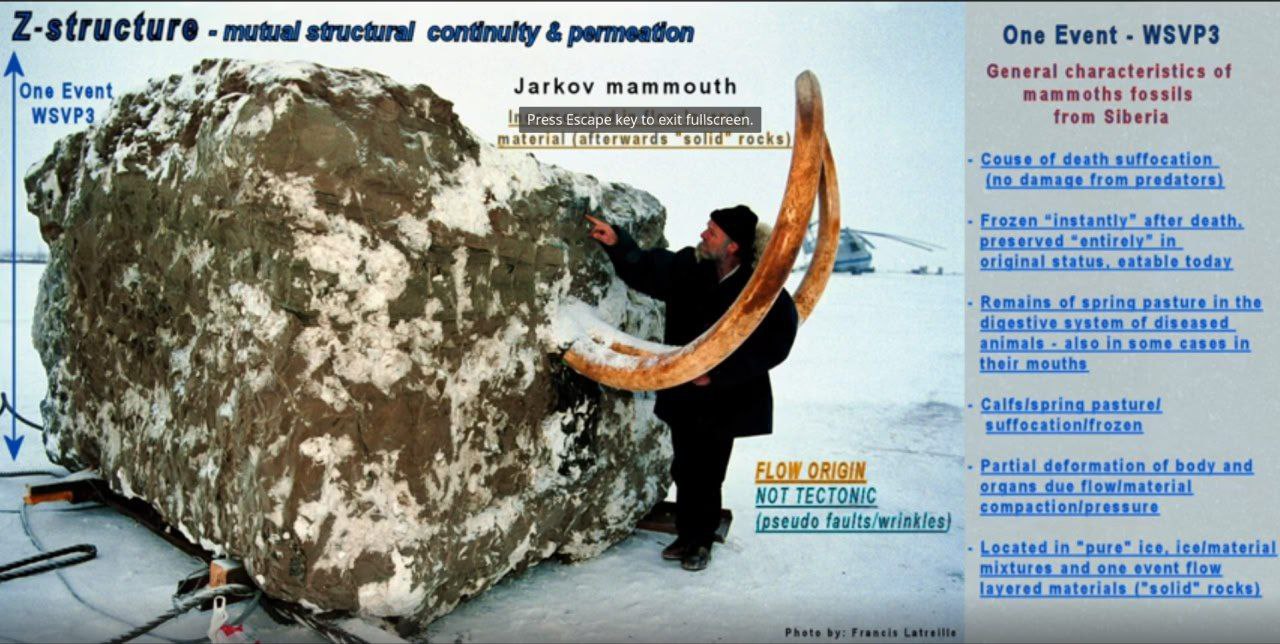 Z-structure - mutual structural continuity & permeation
One Event
WSVP3
Jarkov mammouth
Press Escape key to exit fullscreen.
material (afterwards "solid" rocks)
FLOW ORIGIN
NOT TECTONIC
(pseudo faults/wrinkles)
Photo by: Francis Latreille
One Event - WSVP3
General characteristics of
mammoths fossils
from Siberia
- Couse of death suffocation
(no damage from predators)
- Frozen “instantly” after death,
preserved “entirely” in
original status, eatable today
- Remains of spring pasture in the
digestive system of diseased
animals - also in some cases in
their mouths
- Calfs/spring pasture/
suffocation/frozen
- Partial deformation of body and
organs due flow/material
compaction/pressure
- Located in "pure" ice, ice/material
mixtures and one event flow
layered materials ("solid" rocks)